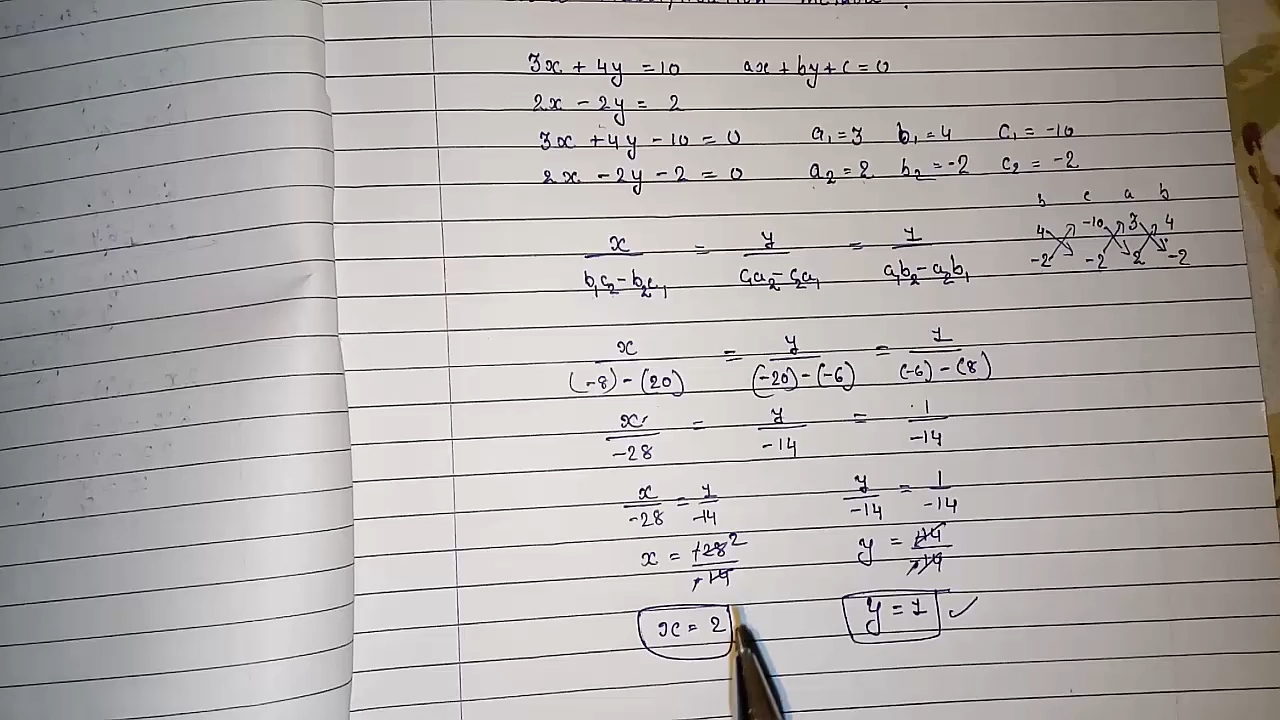 3x + 4y = 10 ax + by + c = 0
2x - 2y = 2
3x + 4y - 10 = 0 a₁ = 3 b₁ = 4 c₁ = -10
2x - 2y - 2 = 0 a₂ = 2 b₂ = -2 c₂ = -2
b c a b
4 -10 3 4
-2 -2 2 -2
x/(b₁c₂ - b₂c₁) = y/(c₁a₂ - c₂a₁) = 1/(a₁b₂ - a₂b₁)
x/((-8) - (20)) = y/((-20) - (-6)) = 1/((-6) - (8))
x/-28 = y/-14 = 1/-14
x/-28 = 1/-14 y/-14 = 1/-14
x = -28/-14 2 y = -14/-14
x = 2 y = 1 ✓